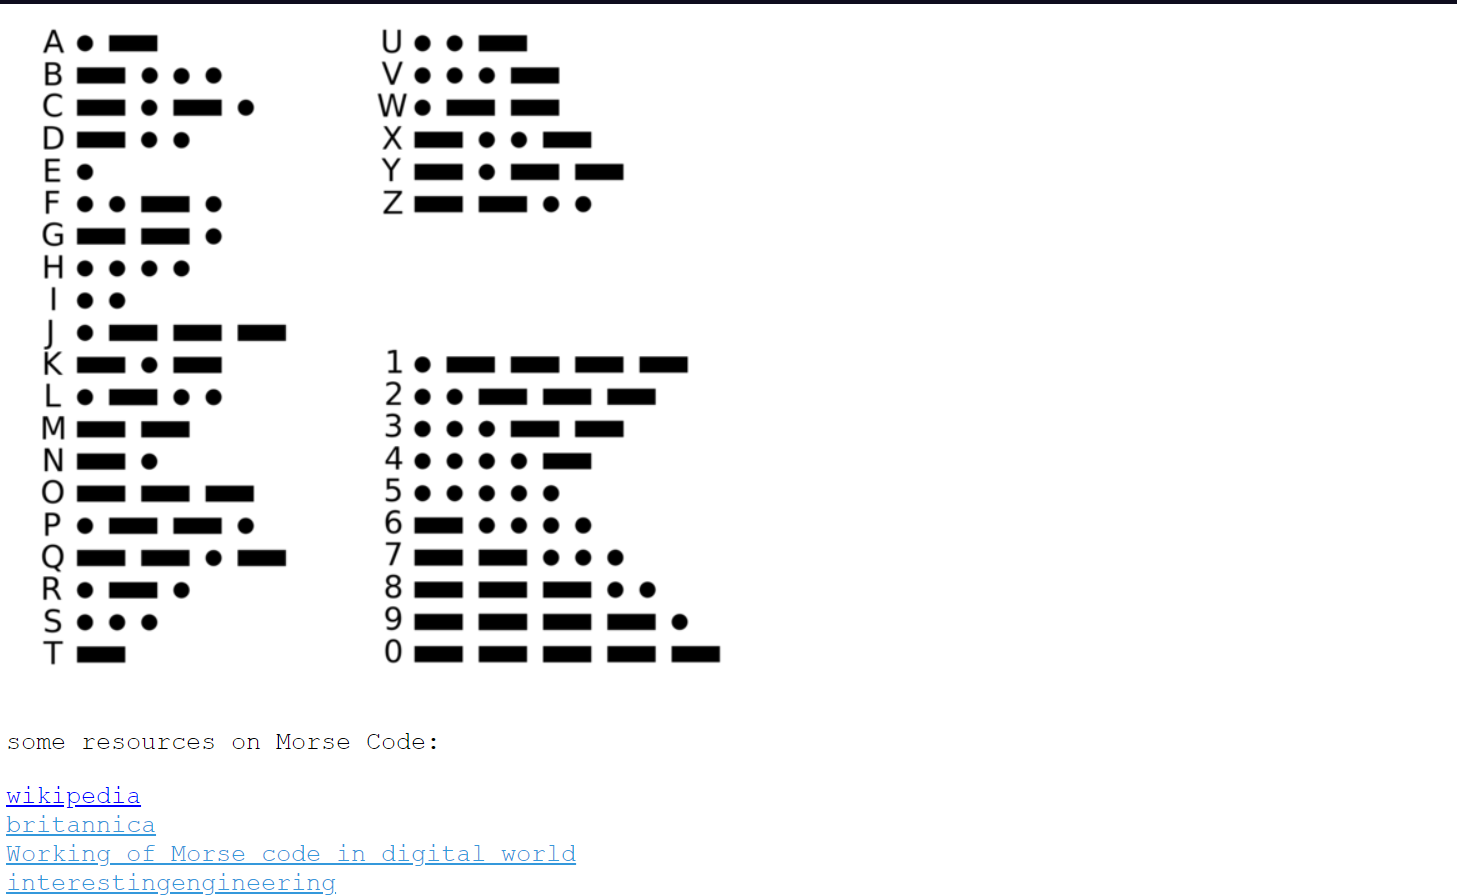 A
B
C
D
E
F
G
H
I
J
K
L
M
N
O
P
Q
R
S
T
U
V
W
X
Y
Z
1
2
3
4
5
6
7
8
9
0
some resources on Morse Code:
wikipedia
britannica
Working of Morse code in digital world
interestingengineering